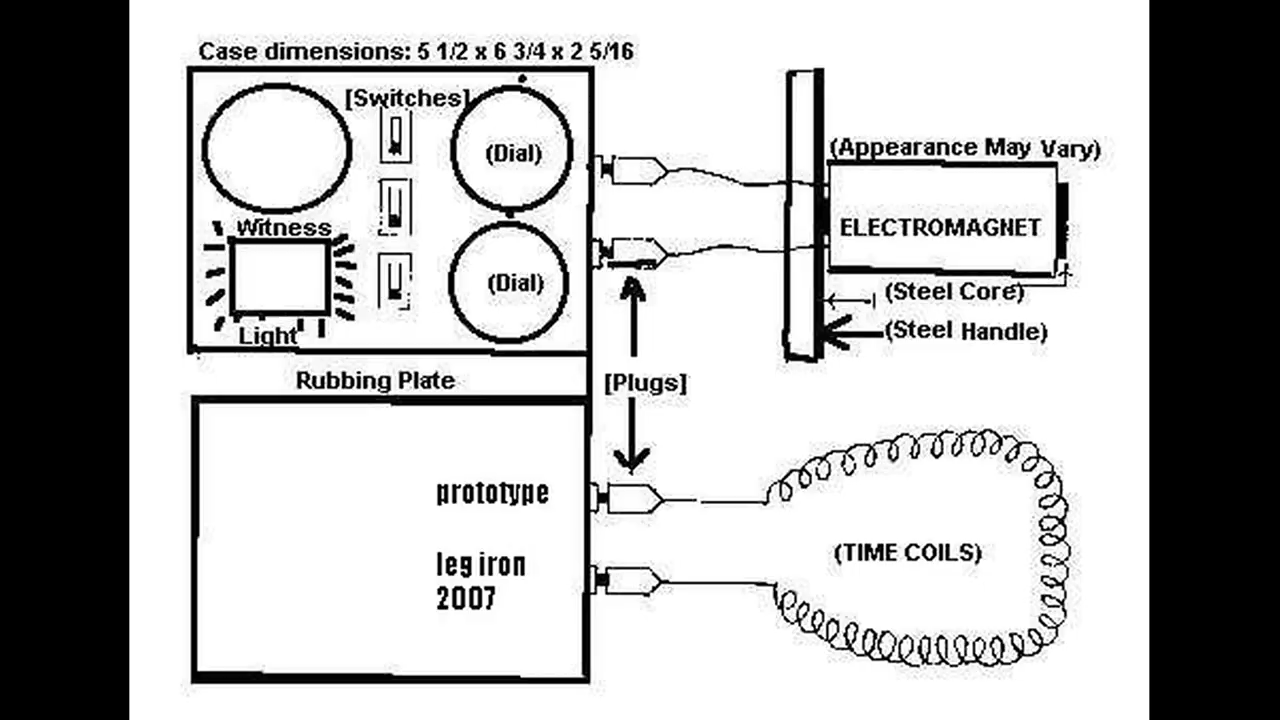 Case dimensions: 5 1/2 x 6 3/4 x 2 5/16
[Switches]
(Dial)
(Appearance May Vary)
Witness
ELECTROMAGNET
(Dial)
(Steel Core)
Light
(Steel Handle)
Rubbing Plate
[Plugs]
prototype
(TIME COILS)
leg iron
2007